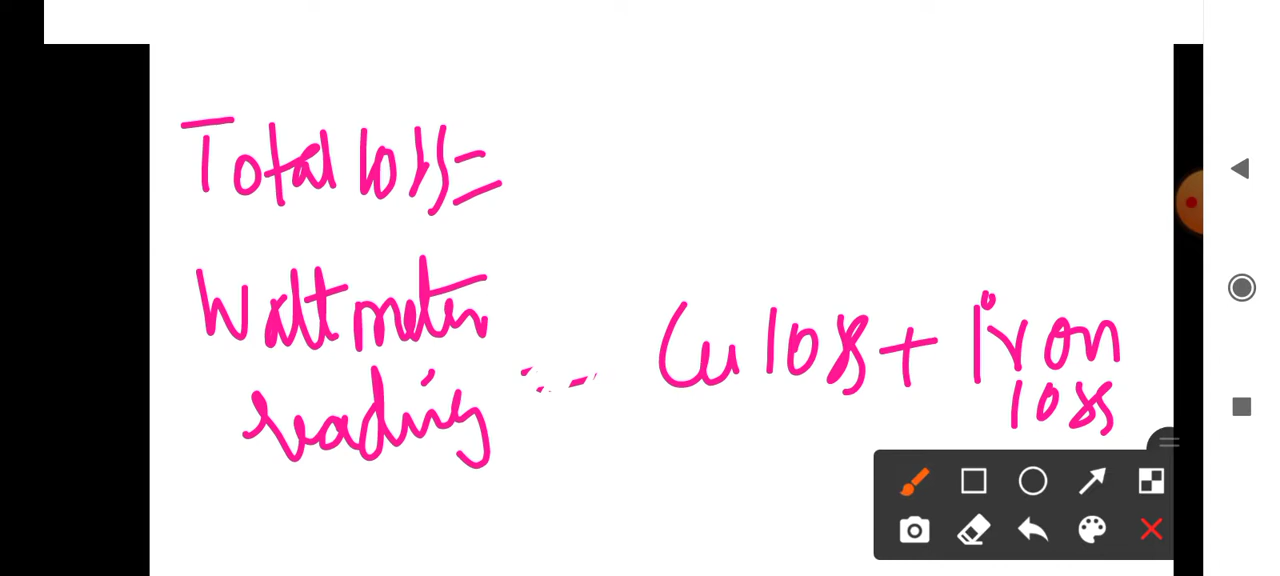 Total loss =
Wattmeter
reading = Cu loss + Iron
loss